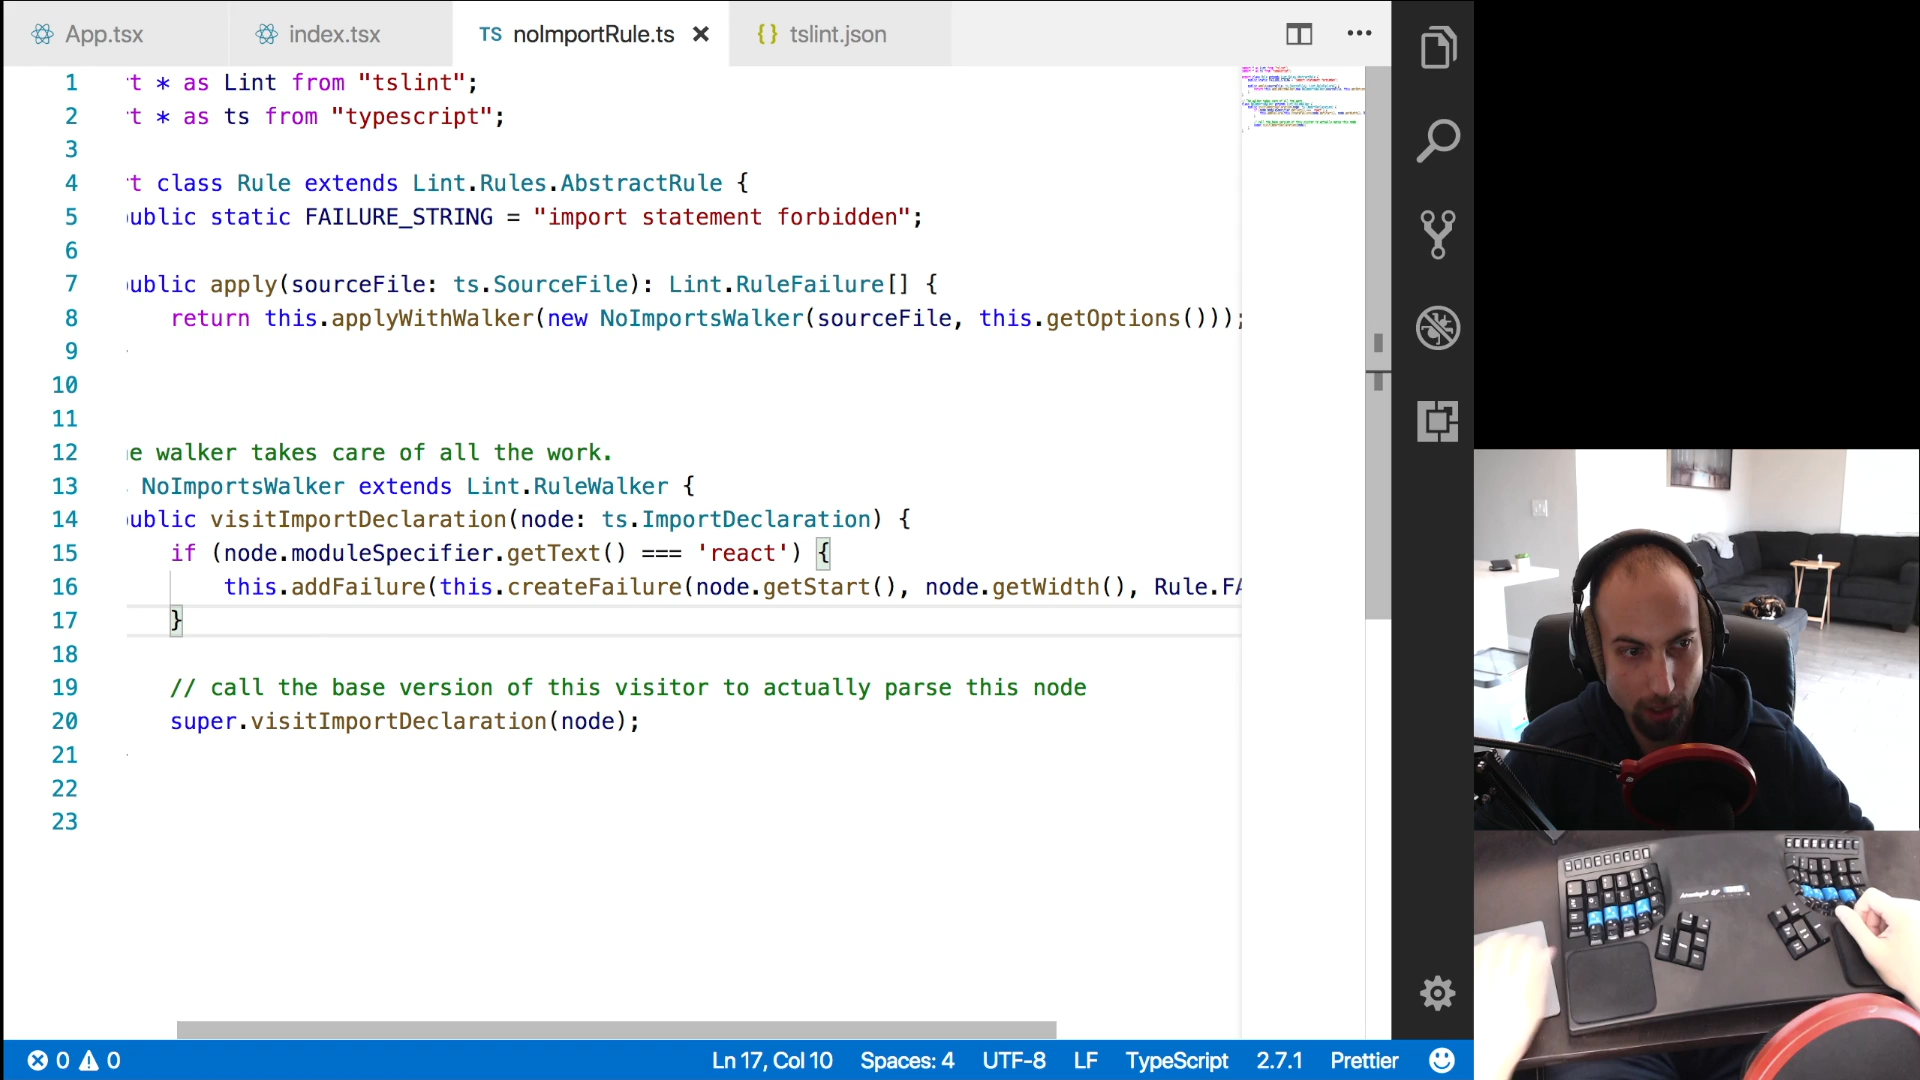 App.tsx
index.tsx
TS noImportRule.ts
{} tslint.json
1 t * as Lint from "tslint";
2 t * as ts from "typescript";
3
4 t class Rule extends Lint.Rules.AbstractRule {
5 ublic static FAILURE_STRING = "import statement forbidden";
6
7 ublic apply(sourceFile: ts.SourceFile): Lint.RuleFailure[] {
8 return this.applyWithWalker(new NoImportsWalker(sourceFile, this.getOptions()));
9
10
11
12 e walker takes care of all the work.
13 NoImportsWalker extends Lint.RuleWalker {
14 ublic visitImportDeclaration(node: ts.ImportDeclaration) {
15 if (node.moduleSpecifier.getText() === 'react') {
16 this.addFailure(this.createFailure(node.getStart(), node.getWidth(), Rule.FA
17 }
18
19 // call the base version of this visitor to actually parse this node
20 super.visitImportDeclaration(node);
21
22
23
0 0
Ln 17, Col 10
Spaces: 4
UTF-8
LF
TypeScript
2.7.1
Prettier